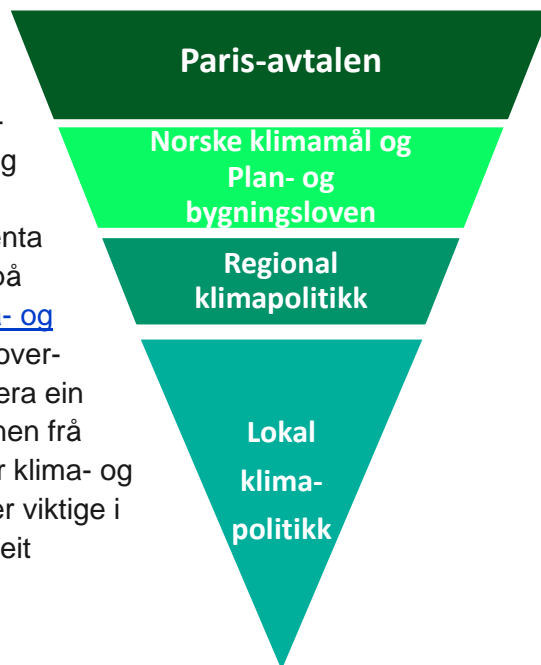 Paris-avtalen
Norske klimamål og
Plan- og
bygningsloven
Regional
klimapolitikk
Lokal
klima-
politikk
g
enta
på
- og
over-
era ein
nen frå
r klima- og
er viktige i
eit